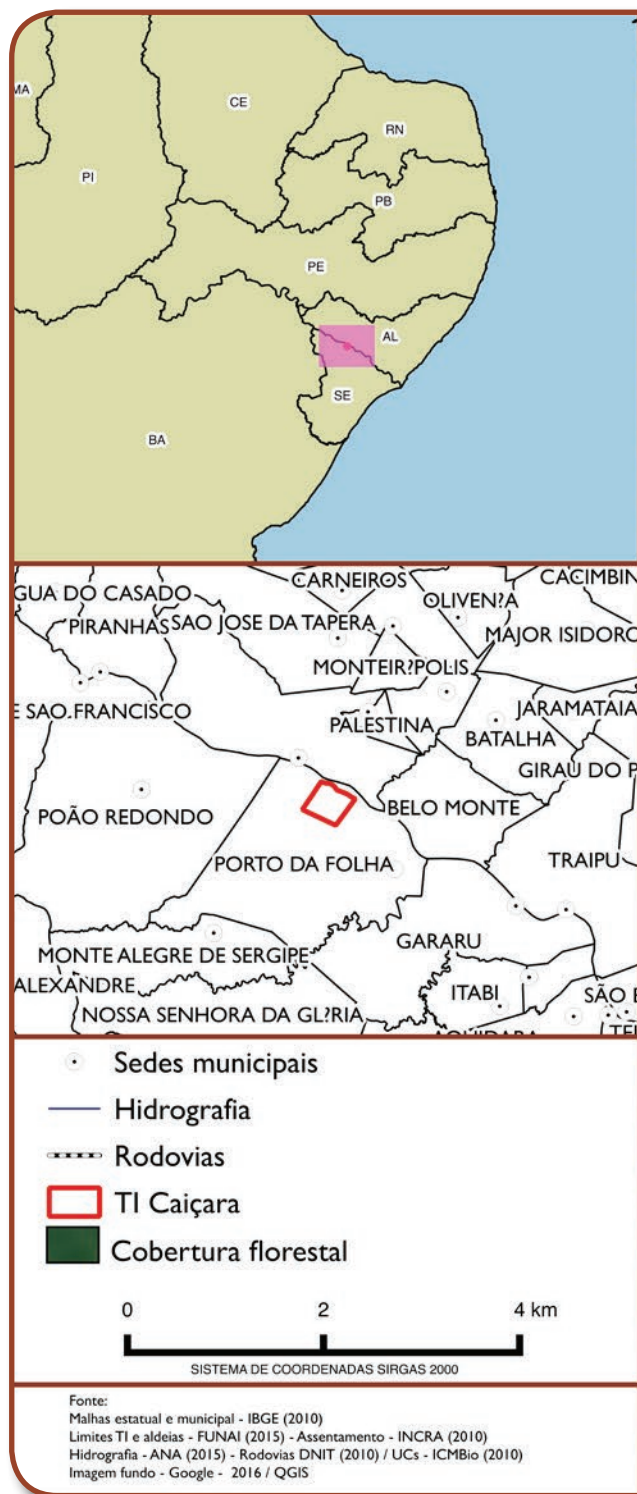 MA
CE
RN
PI
PB
PE
AL
SE
BA
CARNEIROS
CACIMBIN
GUA DO CASADO
OLIVEN?A
PIRANHAS
SAO JOSE DA TAPERA
MAJOR ISIDORO
MONTEIR?POLIS
E SAO FRANCISCO
JARAMATAIA
PALESTINA
BATALHA
GIRAU DO P
POÃO REDONDO
BELO MONTE
PORTO DA FOLHA
TRAIPU
MONTE ALEGRE DE SERGIPE
GARARU
ALEXANDRE
ITABI
NOSSA SENHORA DA GL?RIA
SÃO B
Sedes municipais
Hidrografia
Rodovias
TI Caiçara
Cobertura florestal
0 2 4 km
SISTEMA DE COORDENADAS SIRGAS 2000
Fonte:
Malhas estatual e municipal - IBGE (2010)
Limites TI e aldeias - FUNAI (2015) - Assentamento - INCRA (2010)
Hidrografia - ANA (2015) - Rodovias DNIT (2010) / UCs - ICMBio (2010)
Imagem fundo - Google - 2016 / QGIS